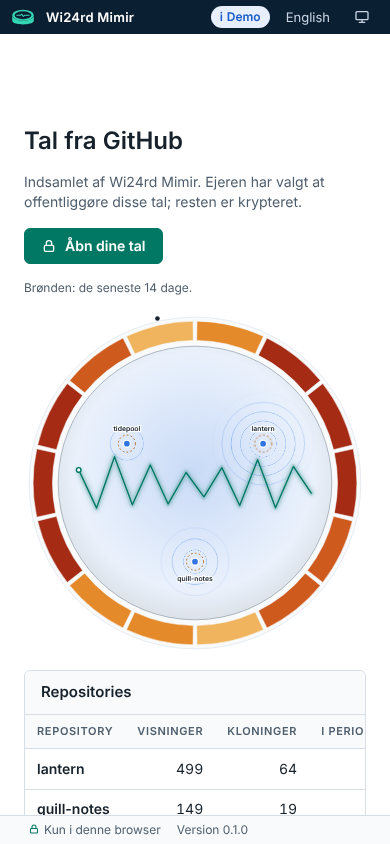 Wi24rd Mimir
i Demo
English
Tal fra GitHub
Indsamlet af Wi24rd Mimir. Ejeren har valgt at
offentliggøre disse tal; resten er krypteret.
Åbn dine tal
Brønden: de seneste 14 dage.
tidepool
lantern
quill-notes
Repositories
REPOSITORY VISNINGER KLONINGER I PERIO
lantern 499 64
quill-notes 149 19
Kun i denne browser Version 0.1.0